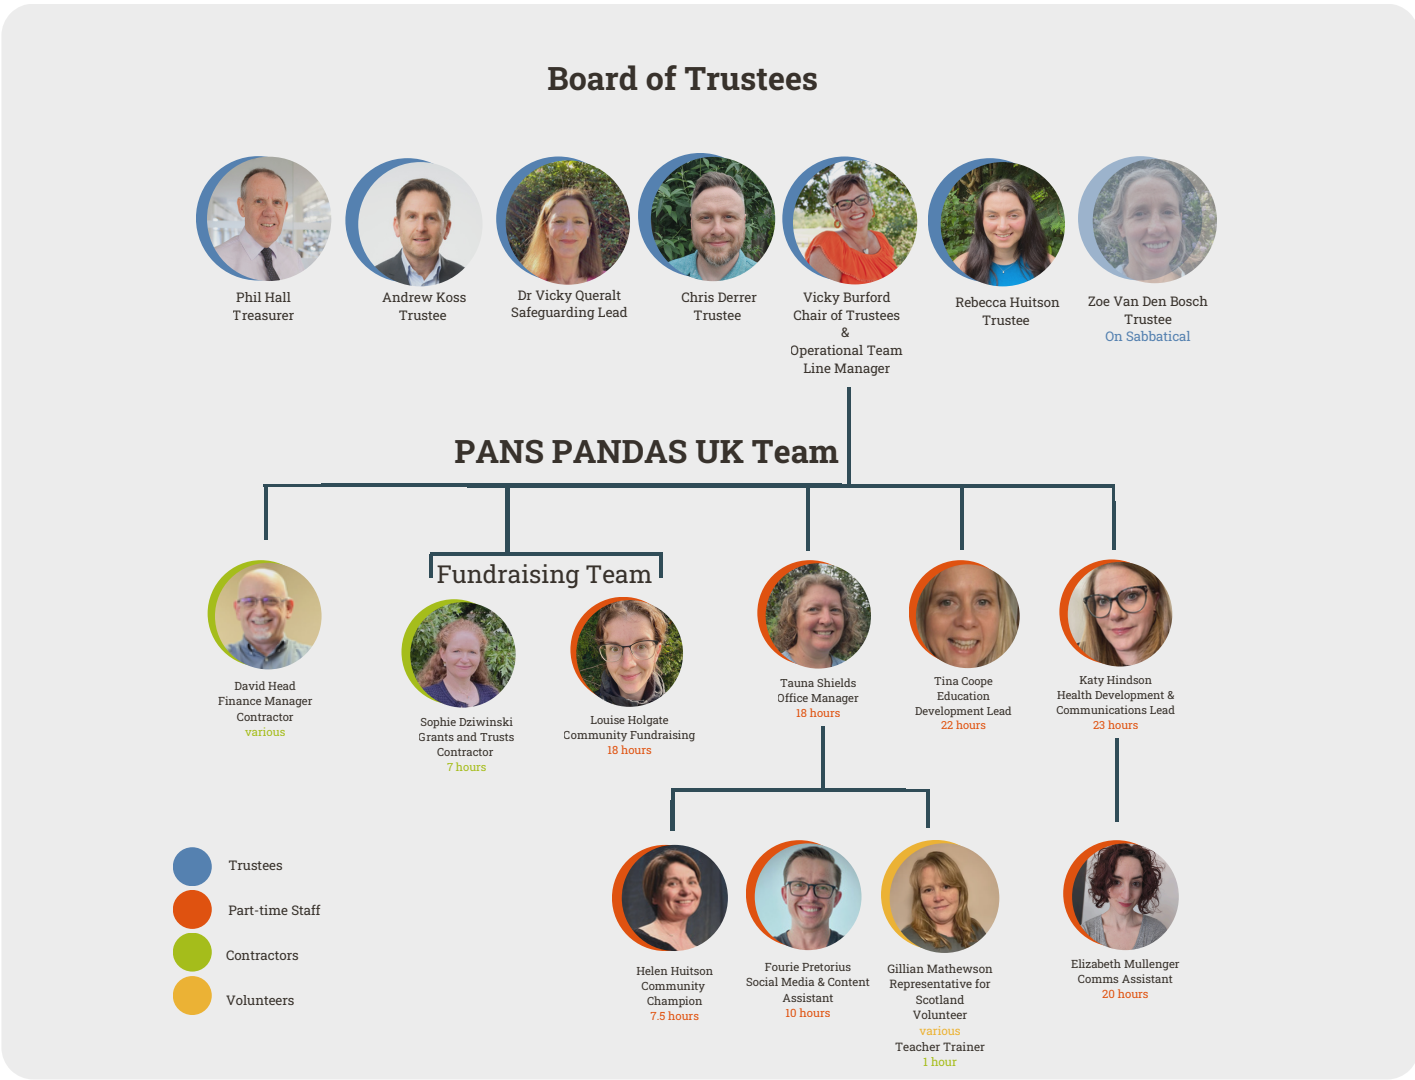 Board of Trustees
Phil Hall
Treasurer
Andrew Koss
Trustee
Dr Vicky Queralt
Safeguarding Lead
Chris Derrer
Trustee
Vicky Burford
Chair of Trustees
&
Operational Team
Line Manager
Rebecca Huitson
Trustee
Zoe Van Den Bosch
Trustee
On Sabbatical
PANS PANDAS UK Team
David Head
Finance Manager
Contractor
various
Fundraising Team
Sophie Dziwinski
Grants and Trusts
Contractor
7 hours
Louise Holgate
Community Fundraising
18 hours
Tauna Shields
Office Manager
18 hours
Tina Coope
Education
Development Lead
22 hours
Katy Hindson
Health Development &
Communications Lead
23 hours
Helen Huitson
Community
Champion
7.5 hours
Fourie Pretorius
Social Media & Content
Assistant
10 hours
Gillian Mathewson
Representative for
Scotland
Volunteer
various
Teacher Trainer
1 hour
Elizabeth Mullenger
Comms Assistant
20 hours
Trustees
Part-time Staff
Contractors
Volunteers